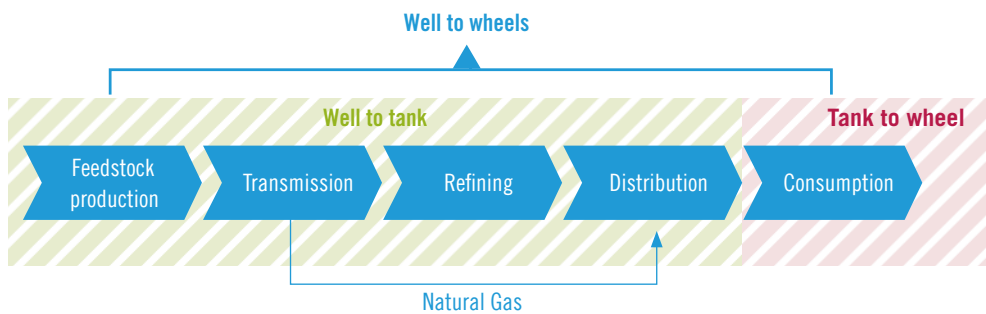 Well to wheels
Well to tank
Tank to wheel
Feedstock
production
Transmission
Refining
Distribution
Consumption
Natural Gas